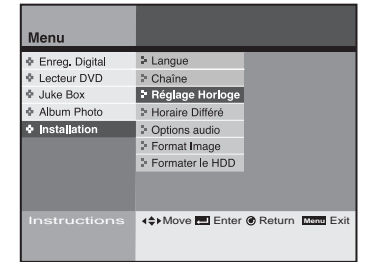 Menu
Enreg. Digital
Lecteur DVD
Juke Box
Album Photo
Installation
Langue
Chaîne
Réglage Horloge
Horaire Différé
Options audio
Format Image
Formater le HDD
Instructions Move Enter Return Menu Exit